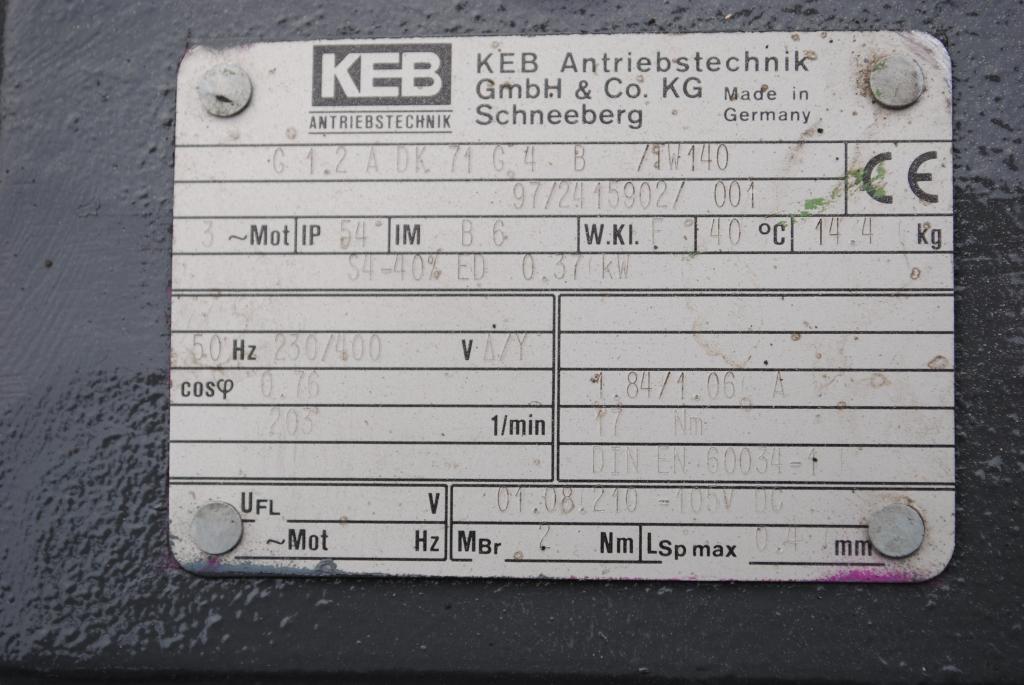 KEB
ANTRIEBSTECHNIK
KEB Antriebstechnik
GmbH & Co. KG
Schneeberg
Made in
Germany
G 1.2 A DK 71 G 4 B /TW140
97/2415902/ 001
CE
3 ~Mot IP 54 IM B 6 W.Kl. F 40 °C 14.4 Kg
S4-40% ED 0.37 kW
50 Hz 230/400 V Δ/Y
cosφ 0.76 1.84/1.06 A
203 1/min 17 Nm
DIN EN 60034-1
UFL V 01.08.210 -105V DC
~Mot Hz MBr 2 Nm LSp max 0.4 mm